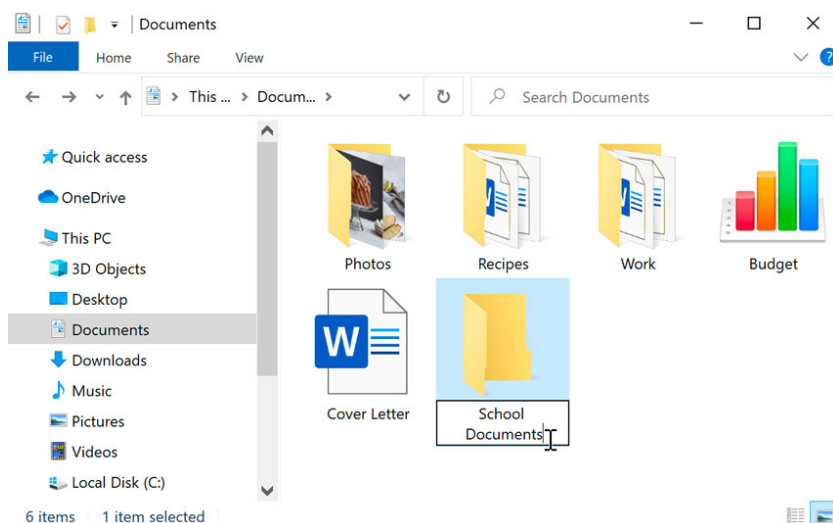 Documents
File Home Share View
?
This ... > Docum... >
Search Documents
Quick access
OneDrive
This PC
3D Objects
Desktop
Documents
Downloads
Music
Pictures
Videos
Local Disk (C:)
Photos Recipes Work Budget
W
Cover Letter
School
Documents
6 items 1 item selected